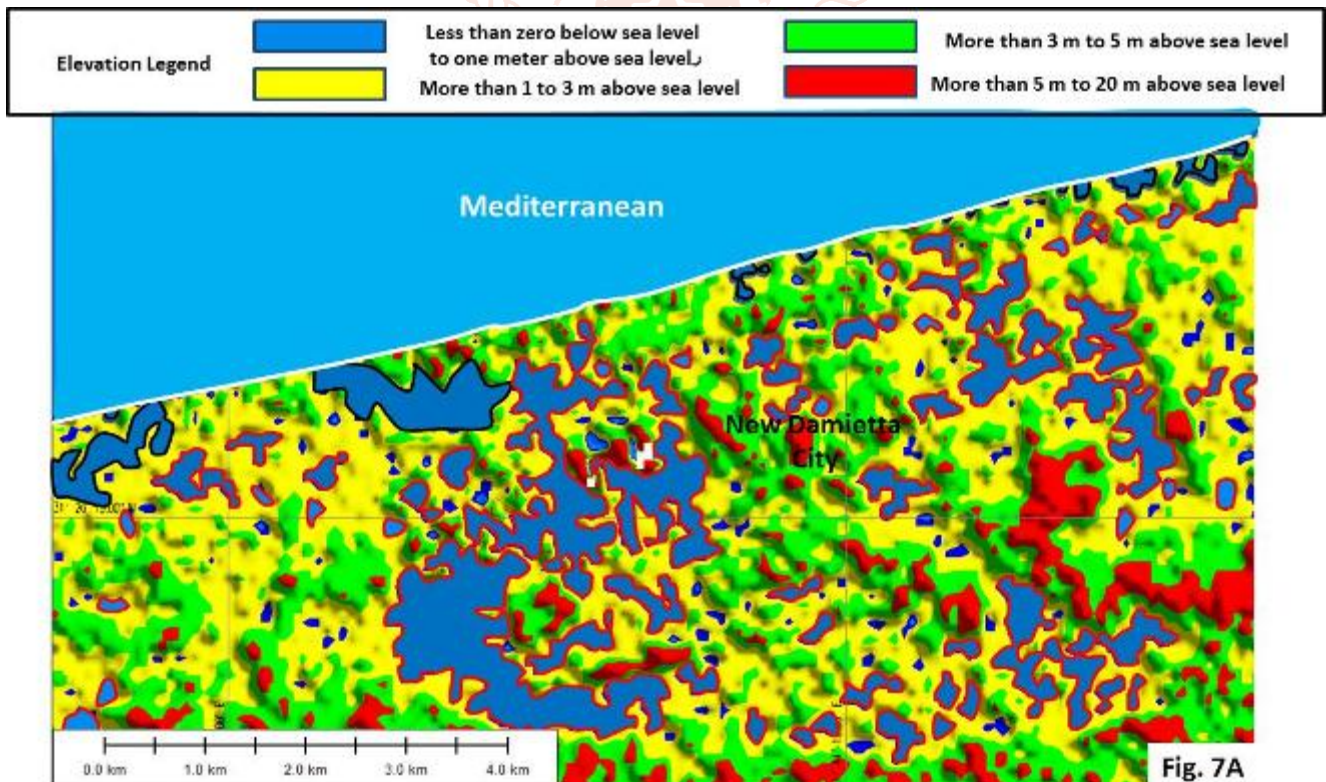 Elevation Legend
Less than zero below sea level
to one meter above sea level
More than 1 to 3 m above sea level
More than 3 m to 5 m above sea level
More than 5 m to 20 m above sea level
Mediterranean
New Damietta
City
0.0 km 1.0 km 2.0 km 3.0 km 4.0 km
Fig. 7A